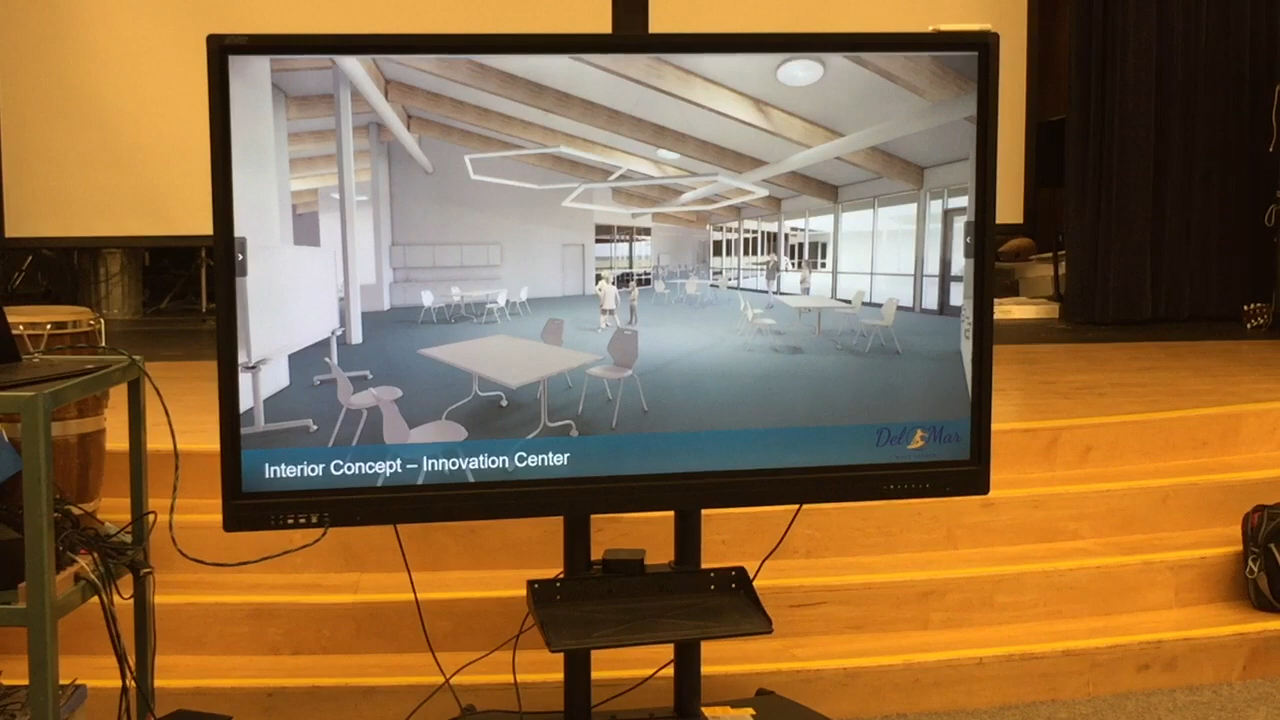 Interior Concept – Innovation Center
Del Mar